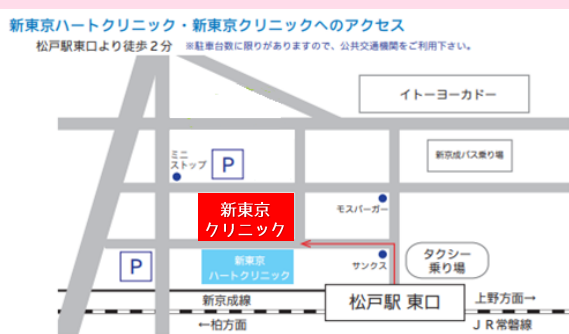 新東京ハートクリニック・新東京クリニックへのアクセス
松戸駅東口より徒歩2分 ※駐車台数に限りがありますので、公共交通機関をご利用下さい。
イトーヨーカドー
ミニ
ストップ
P
新京成バス乗り場
新東京
クリニック
モスバーガー
P
新東京
ハートクリニック
サンクス
タクシー
乗り場
新京成線
松戸駅 東口
上野方面→
←柏方面
JR常磐線